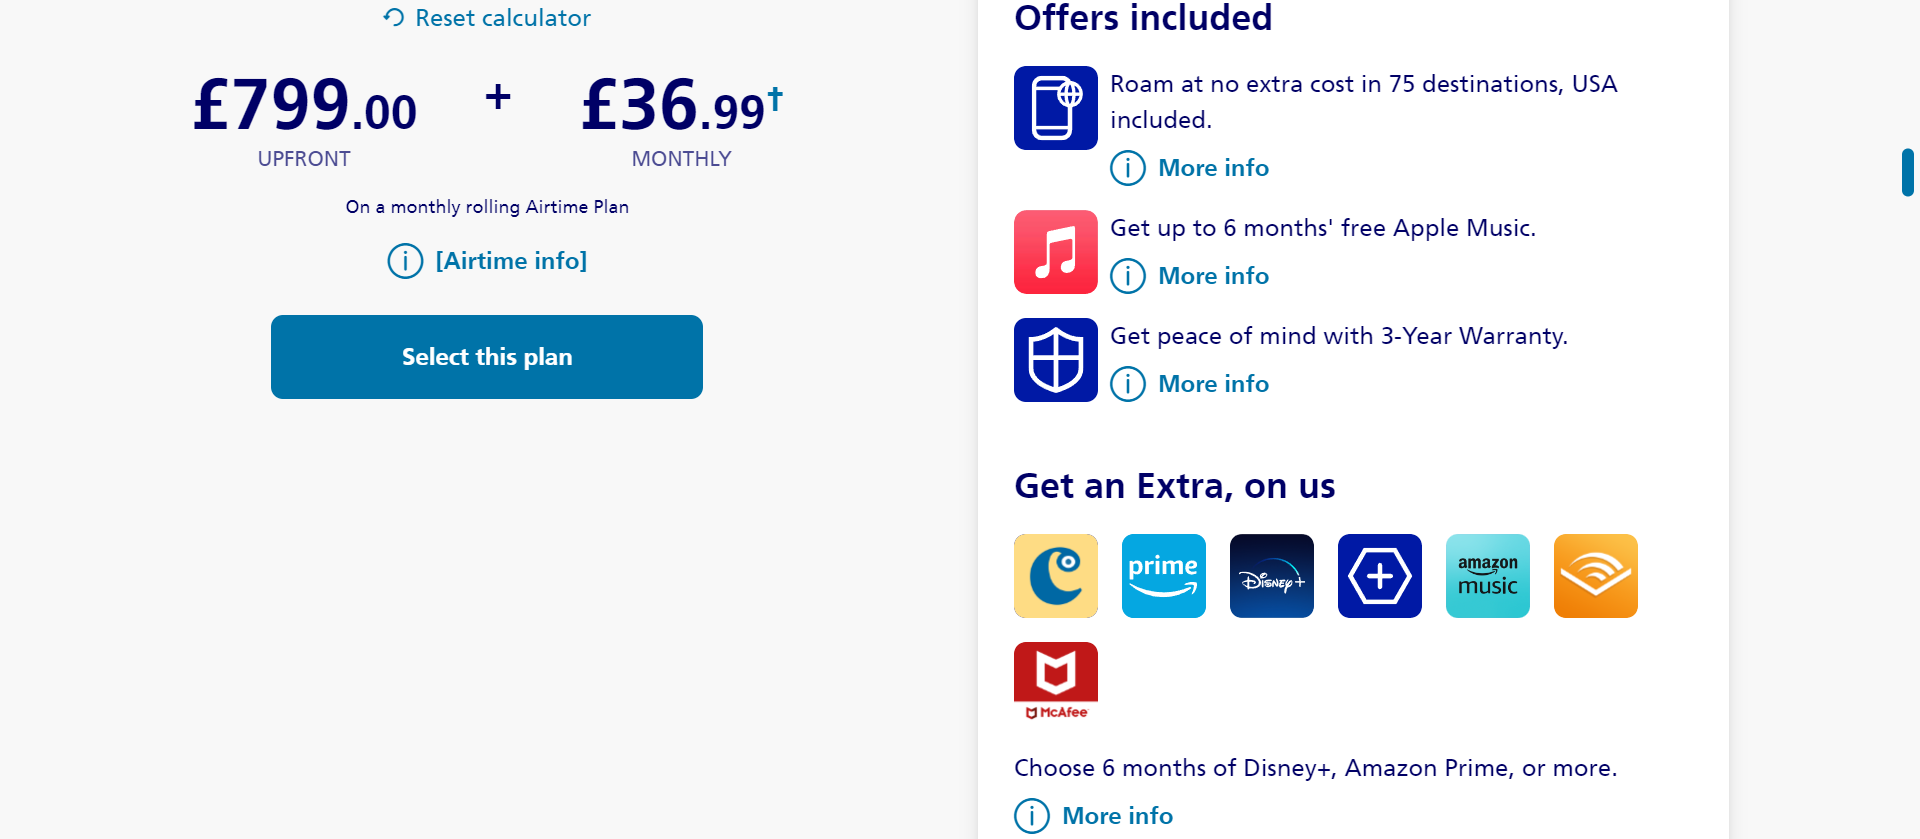 Reset calculator
£799.00
+
£36.99†
UPFRONT
MONTHLY
On a monthly rolling Airtime Plan
[Airtime info]
Select this plan
Offers included
Roam at no extra cost in 75 destinations, USA
included.
More info
Get up to 6 months' free Apple Music.
More info
Get peace of mind with 3-Year Warranty.
More info
Get an Extra, on us
prime
Disney+
amazon
music
McAfee
Choose 6 months of Disney+, Amazon Prime, or more.
More info